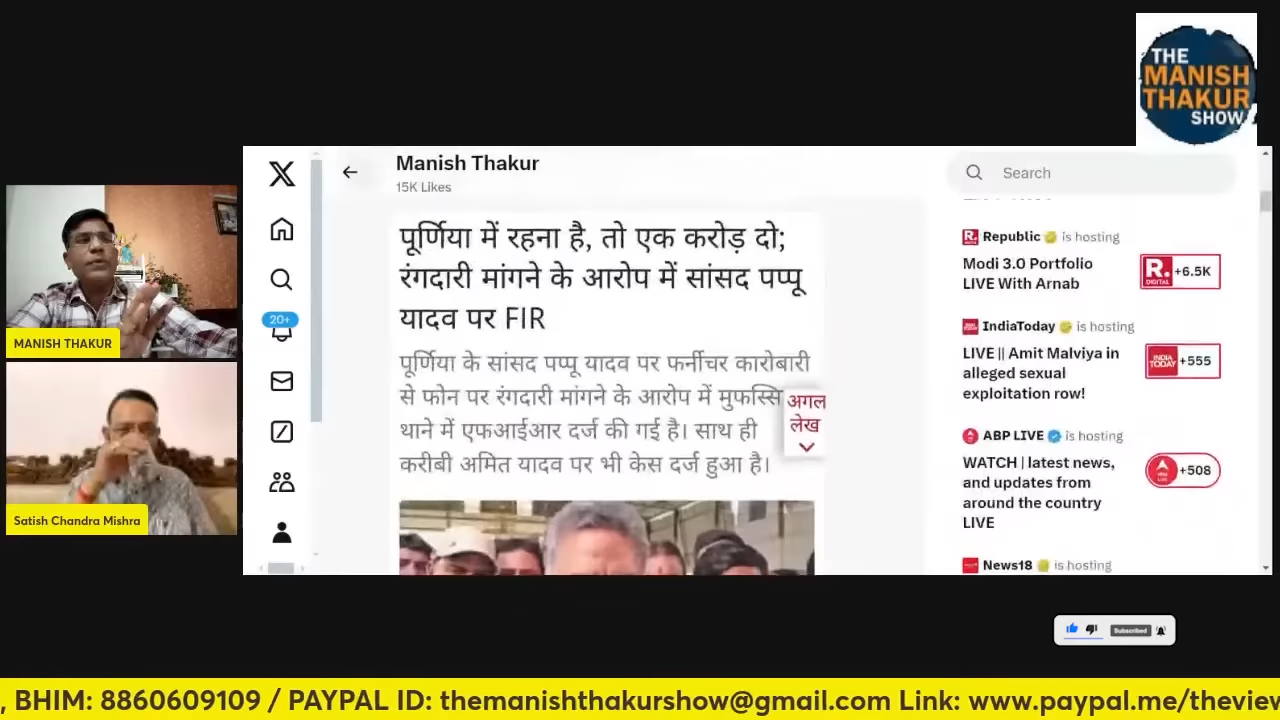 THE
MANISH
THAKUR
SHOW
Manish Thakur
15K Likes
Search
पूर्णिया में रहना है, तो एक करोड़ दो;
रंगदारी मांगने के आरोप में सांसद पप्पू
यादव पर FIR
पूर्णिया के सांसद पप्पू यादव पर फर्नीचर कारोबारी
से फोन पर रंगदारी मांगने के आरोप में मुफस्सि
थाने में एफआईआर दर्ज की गई है। साथ ही
करीबी अमित यादव पर भी केस दर्ज हुआ है।
अगल
लेख
20+
MANISH THAKUR
Satish Chandra Mishra
Republic is hosting
Modi 3.0 Portfolio
LIVE With Arnab
R.
DIGITAL
+6.5K
IndiaToday is hosting
LIVE || Amit Malviya in
alleged sexual
exploitation row!
INDIA
TODAY
+555
ABP LIVE is hosting
WATCH | latest news,
and updates from
around the country
LIVE
+508
News18 is hosting
Subscribed
, BHIM: 8860609109 / PAYPAL ID: themanishthakurshow@gmail.com Link: www.paypal.me/theview